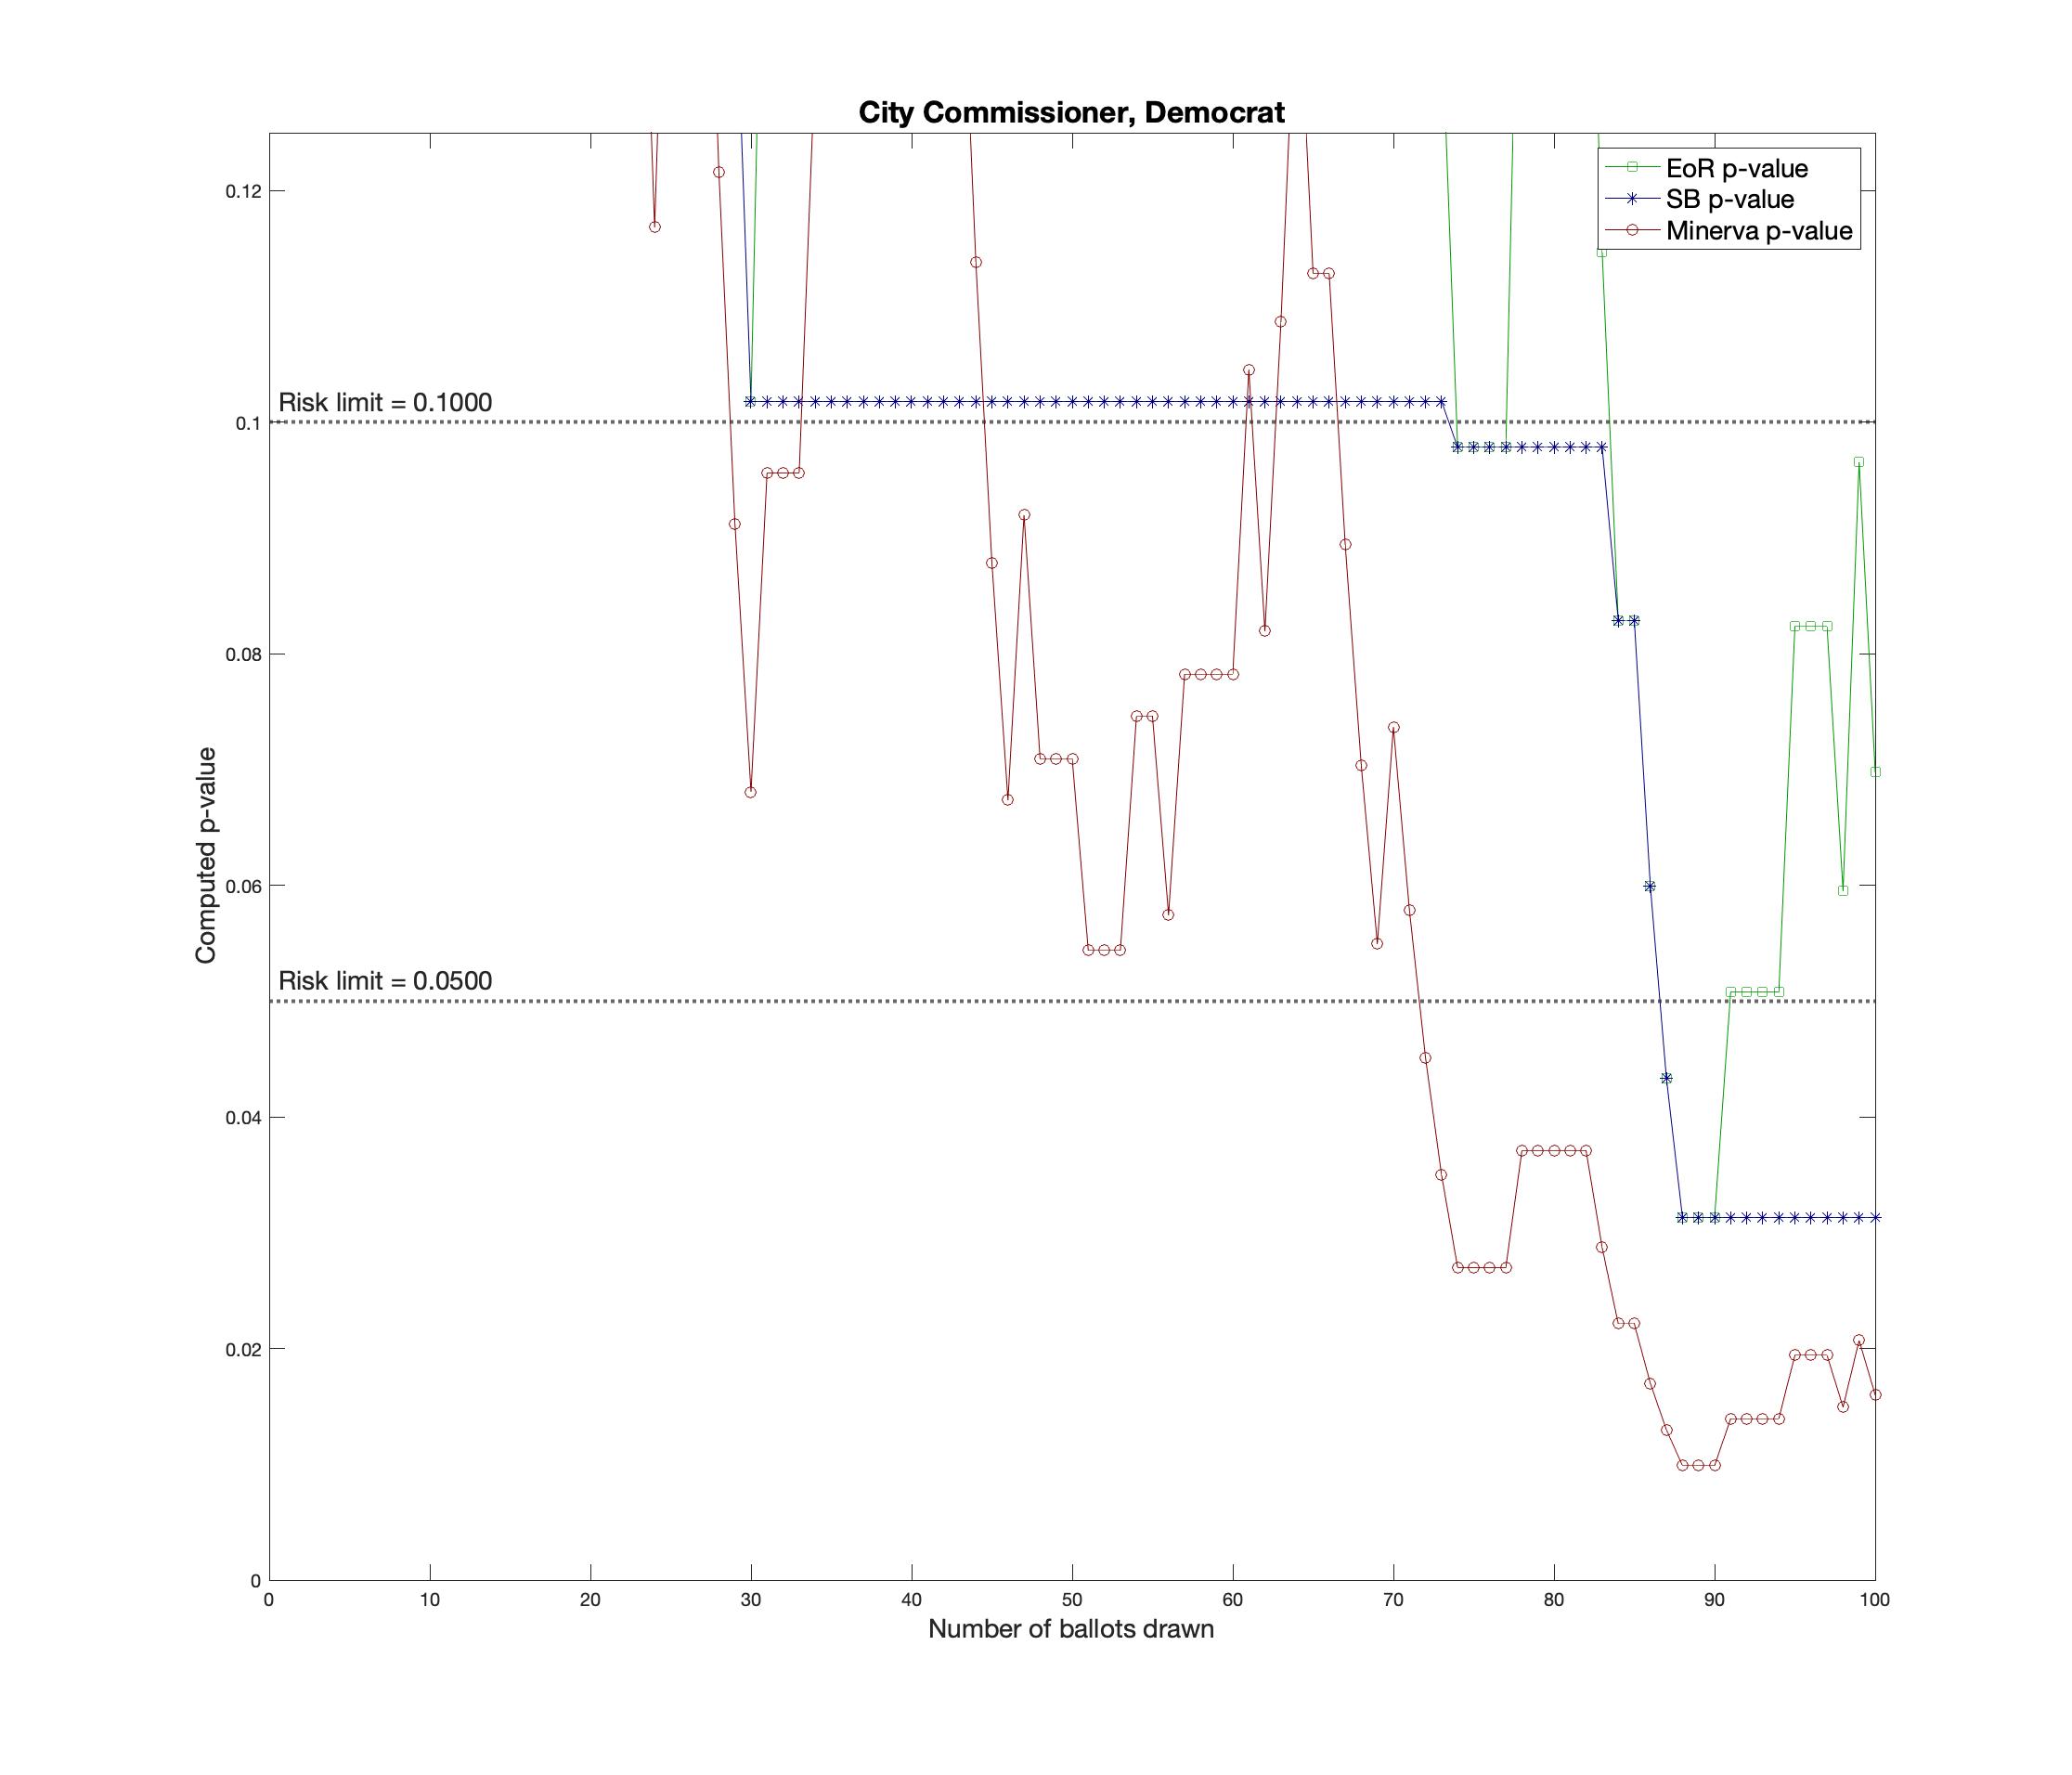 City Commissioner, Democrat
EoR p-value
SB p-value
Minerva p-value
0.12
Risk limit = 0.1000
0.1
0.08
Computed p-value
0.06
Risk limit = 0.0500
0.04
0.02
0
0 10 20 30 40 50 60 70 80 90 100
Number of ballots drawn